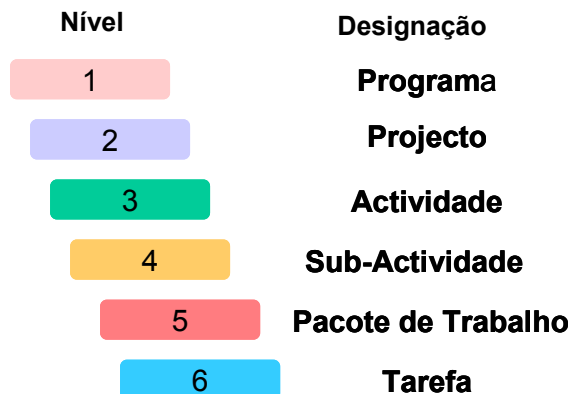 Nível Designação
1 Programa
2 Projecto
3 Actividade
4 Sub-Actividade
5 Pacote de Trabalho
6 Tarefa